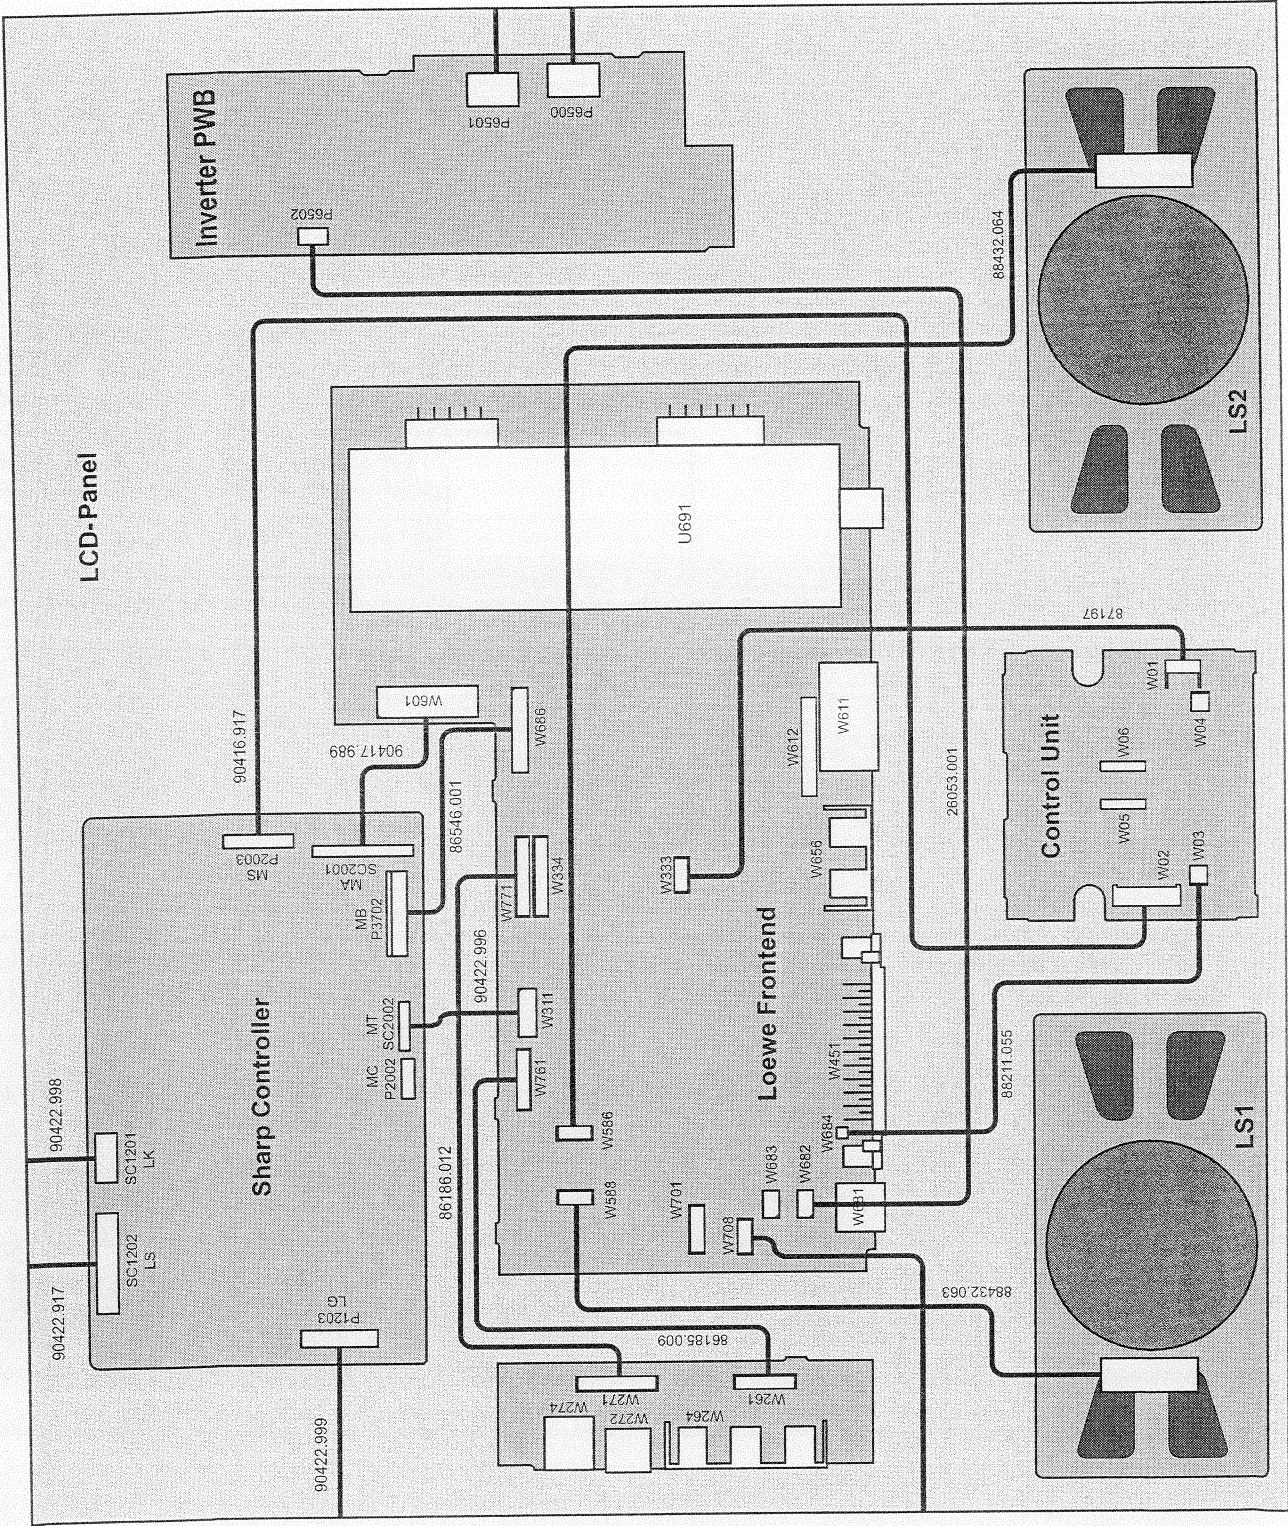 LCD-Panel
Inverter PWB
P6501
P6500
P6502
88432.064
LS2
90416.917
90417.989
86546.001
90422.996
86186.012
90422.998
90422.917
90422.999
Sharp Controller
SC1201
LK
SC1202
LS
P1203
LG
P2003
MS
SC2001
MA
MB
P3702
MT
SC2002
MC
P2002
U691
W601
W686
W771
W334
W311
W761
W586
W588
W333
W612
W611
W656
W451
W684
W683
W682
W681
W701
W708
Loewe Frontend
87197
26053.001
88211.055
88432.063
86185.009
Control Unit
W01
W04
W06
W05
W02
W03
LS1
W274
W272
W271
W264
W261